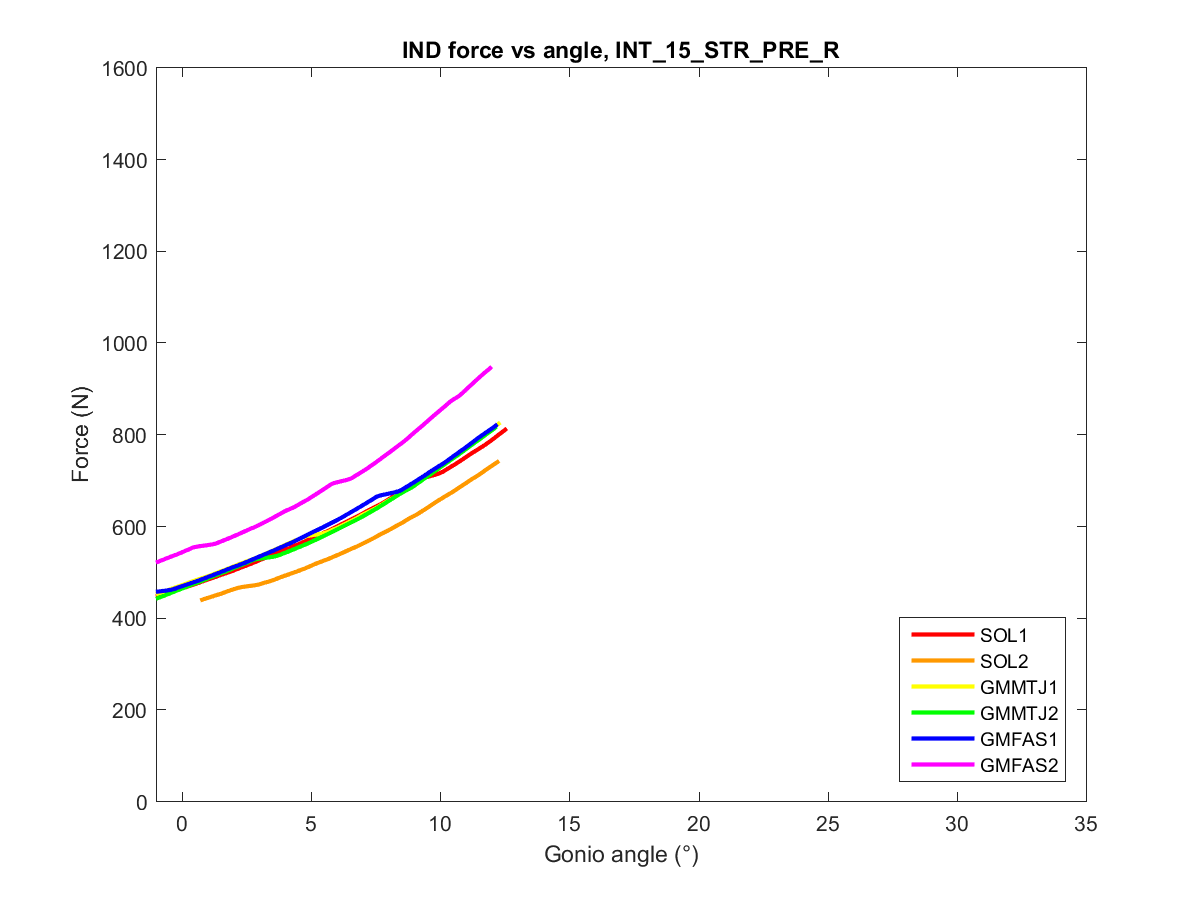 IND force vs angle, INT_15_STR_PRE_R
1600
1400
1200
1000
800
600
400
200
0
Force (N)
0 5 10 15 20 25 30 35
Gonio angle (°)
SOL1
SOL2
GMMTJ1
GMMTJ2
GMFAS1
GMFAS2